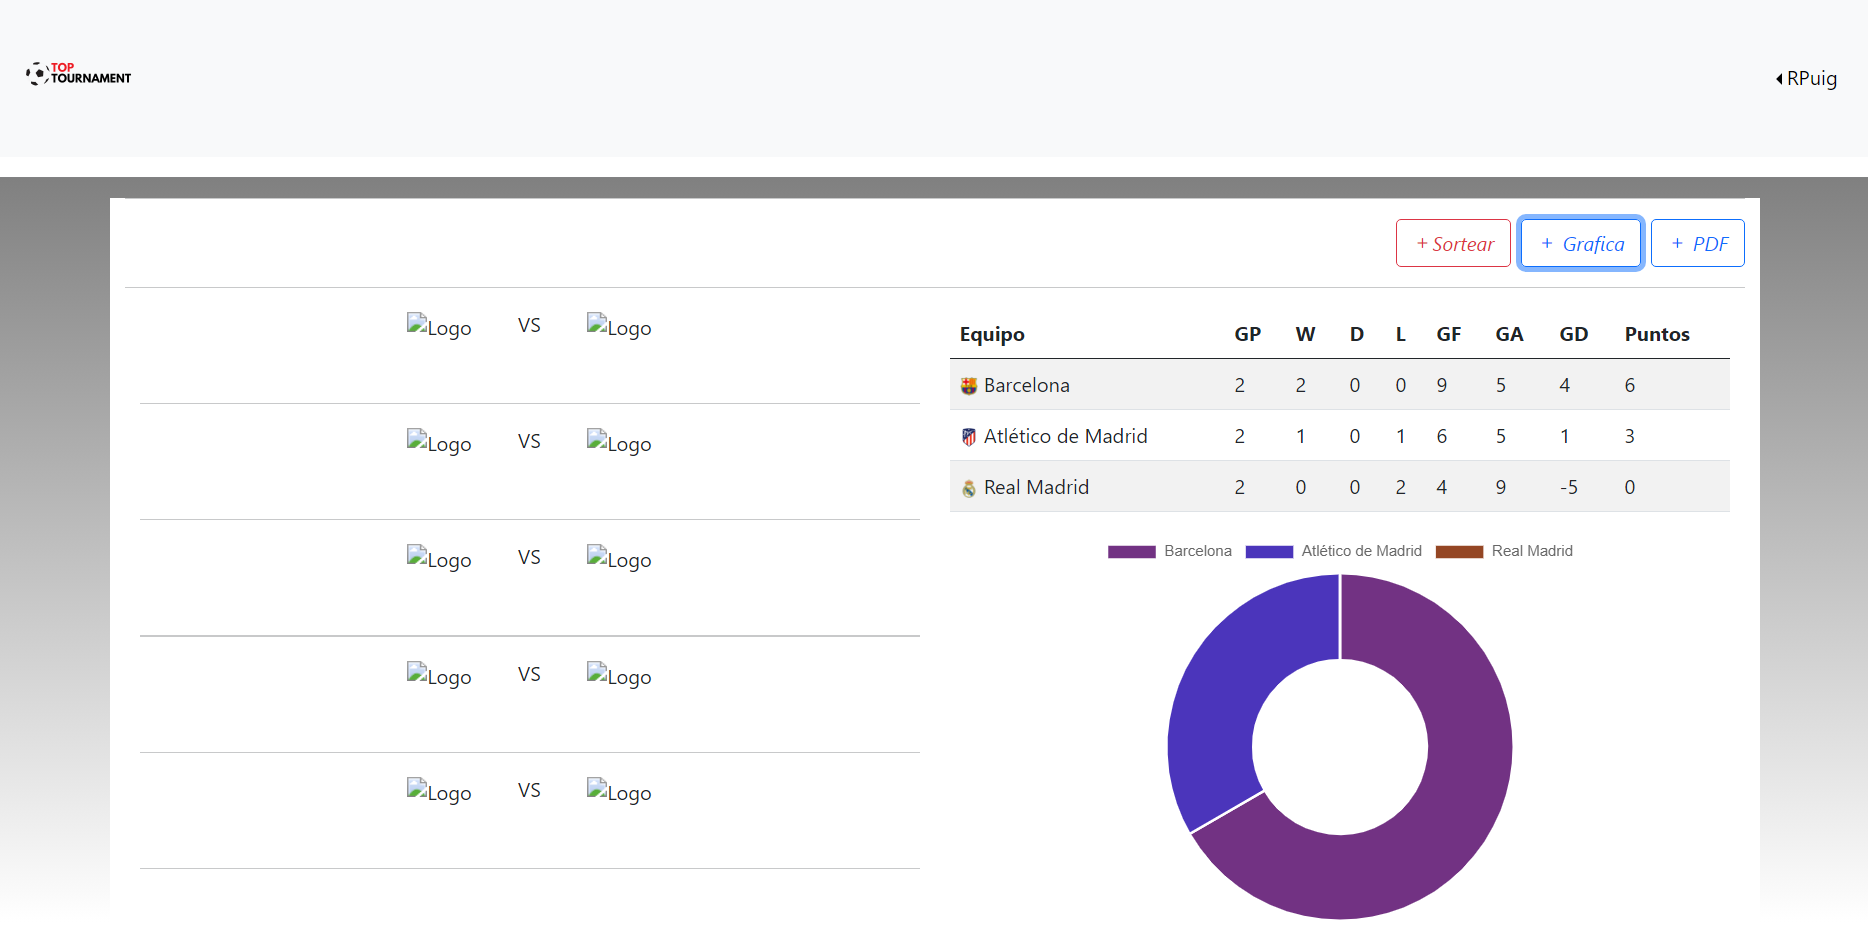 TOP
TOURNAMENT
RPuig
+ Sortear
+ Grafica
+ PDF
Logo VS Logo
Logo VS Logo
Logo VS Logo
Logo VS Logo
Logo VS Logo
Equipo GP W D L GF GA GD Puntos
Barcelona 2 2 0 0 9 5 4 6
Atlético de Madrid 2 1 0 1 6 5 1 3
Real Madrid 2 0 0 2 4 9 -5 0
Barcelona Atlético de Madrid Real Madrid